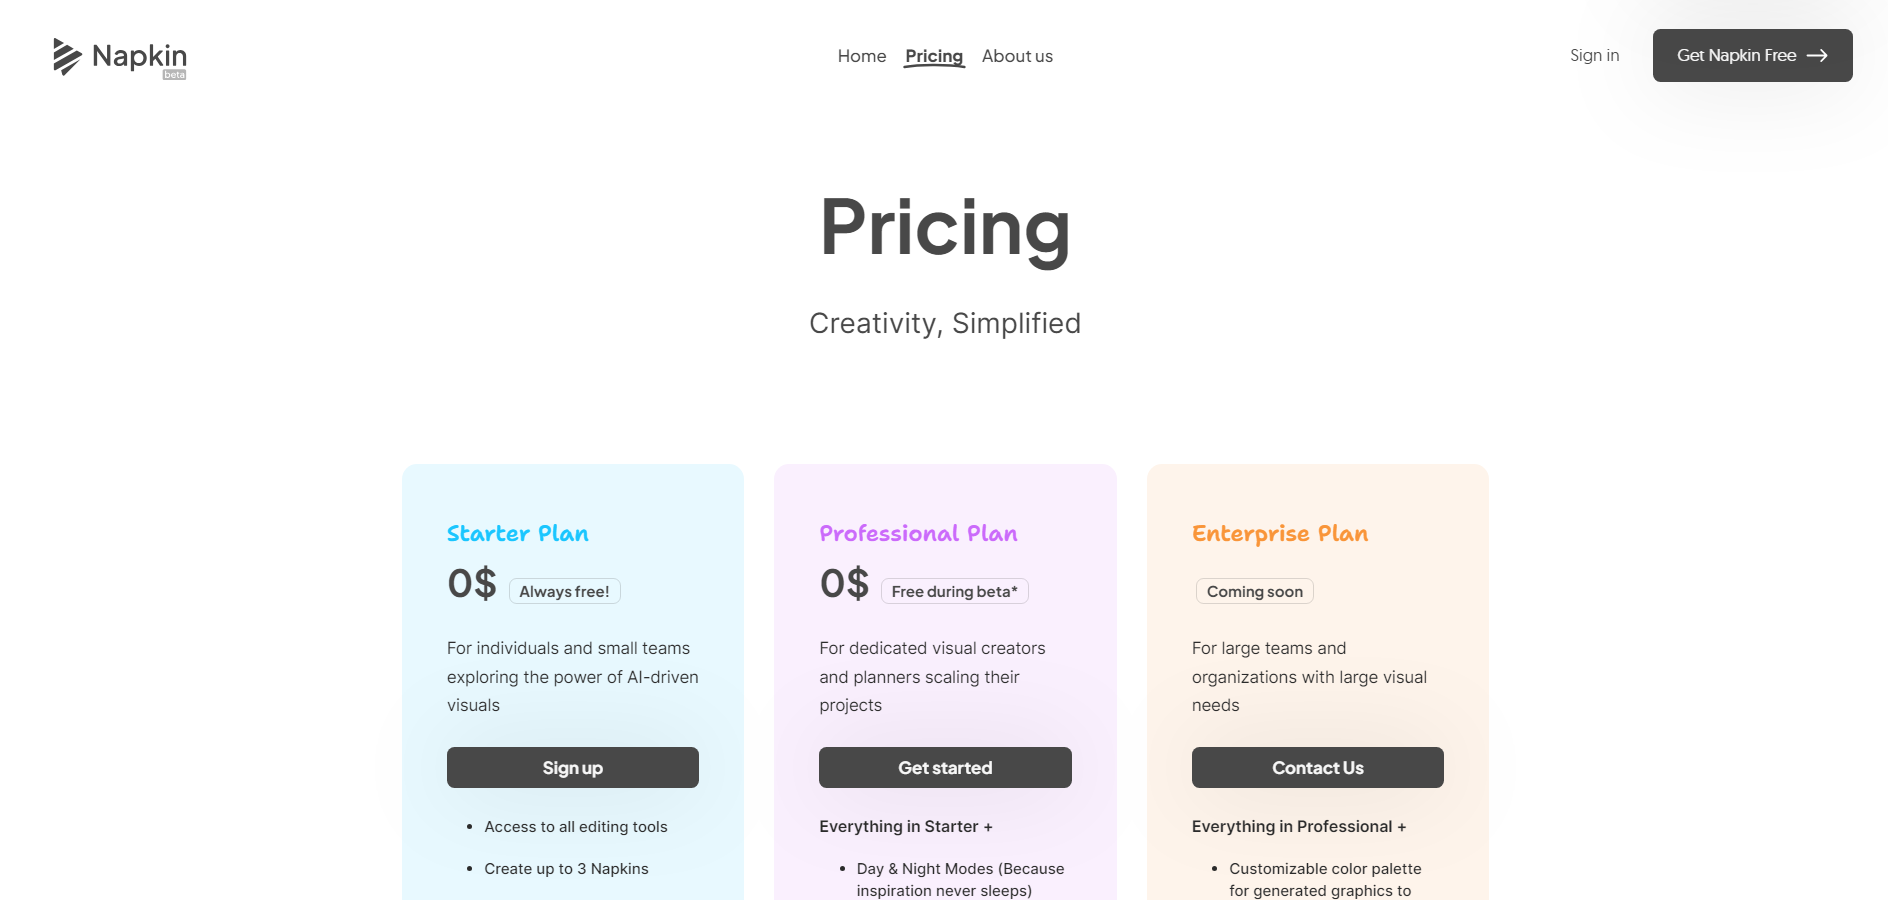 Napkin
beta
Home
Pricing
About us
Sign in
Get Napkin Free
Pricing
Creativity, Simplified
Starter Plan
0$
Always free!
For individuals and small teams
exploring the power of AI-driven
visuals
Sign up
Access to all editing tools
Create up to 3 Napkins
Professional Plan
0$
Free during beta*
For dedicated visual creators
and planners scaling their
projects
Get started
Everything in Starter +
Day & Night Modes (Because
inspiration never sleeps)
Enterprise Plan
Coming soon
For large teams and
organizations with large visual
needs
Contact Us
Everything in Professional +
Customizable color palette
for generated graphics to